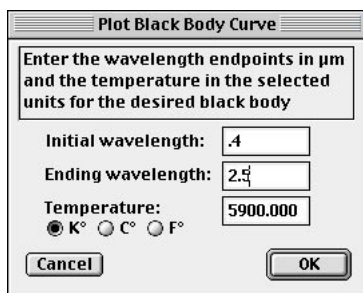 Plot Black Body Curve
Enter the wavelength endpoints in µm
and the temperature in the selected
units for the desired black body
Initial wavelength: .4
Ending wavelength: 2.5
Temperature: 5900.000
K° C° F°
Cancel OK